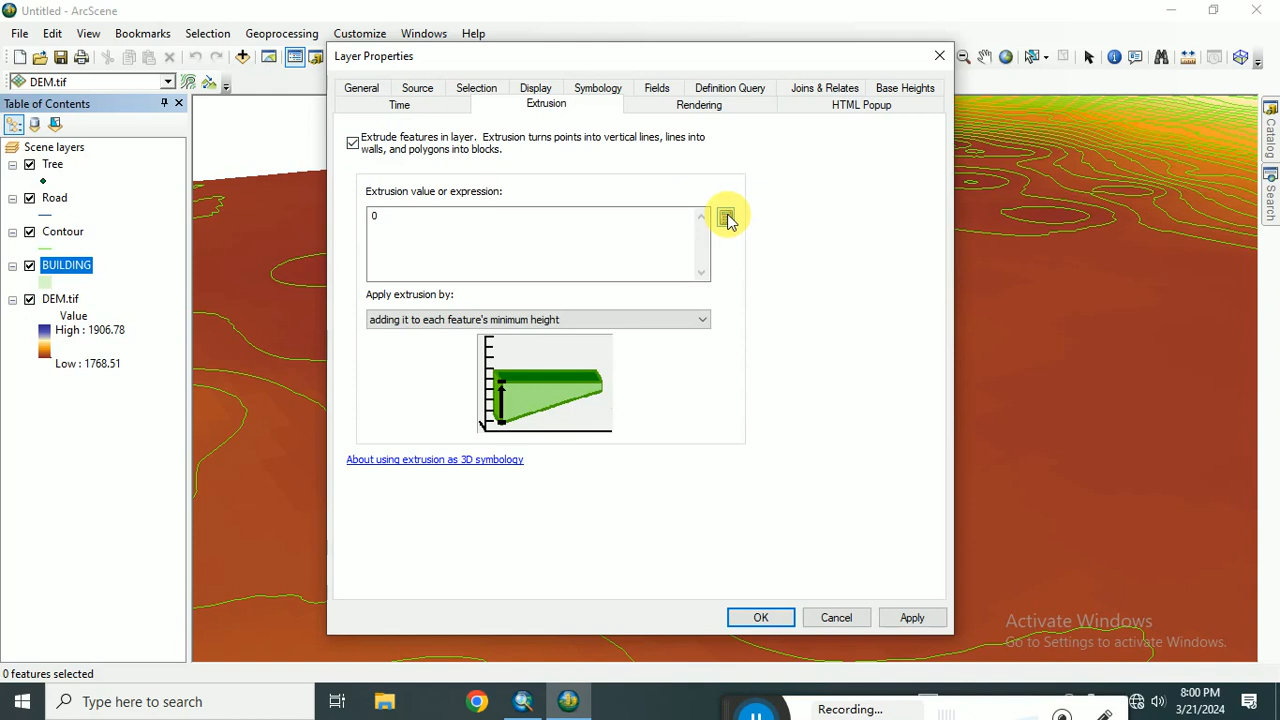 Untitled - ArcScene
File Edit View Bookmarks Selection Geoprocessing Customize Windows Help
DEM.tif
Table of Contents
Scene layers
Tree
Road
Contour
BUILDING
DEM.tif
Value
High : 1906.78
Low : 1768.51
Layer Properties
General Source Selection Display Symbology Fields Definition Query Joins & Relates Base Heights
Time Extrusion Rendering HTML Popup
Extrude features in layer. Extrusion turns points into vertical lines, lines into
walls, and polygons into blocks.
Extrusion value or expression:
0
Apply extrusion by:
adding it to each feature's minimum height
About using extrusion as 3D symbology
OK Cancel Apply
Catalog
Search
Activate Windows
Go to Settings to activate Windows.
0 features selected
Type here to search
Recording...
8:00 PM
3/21/2024